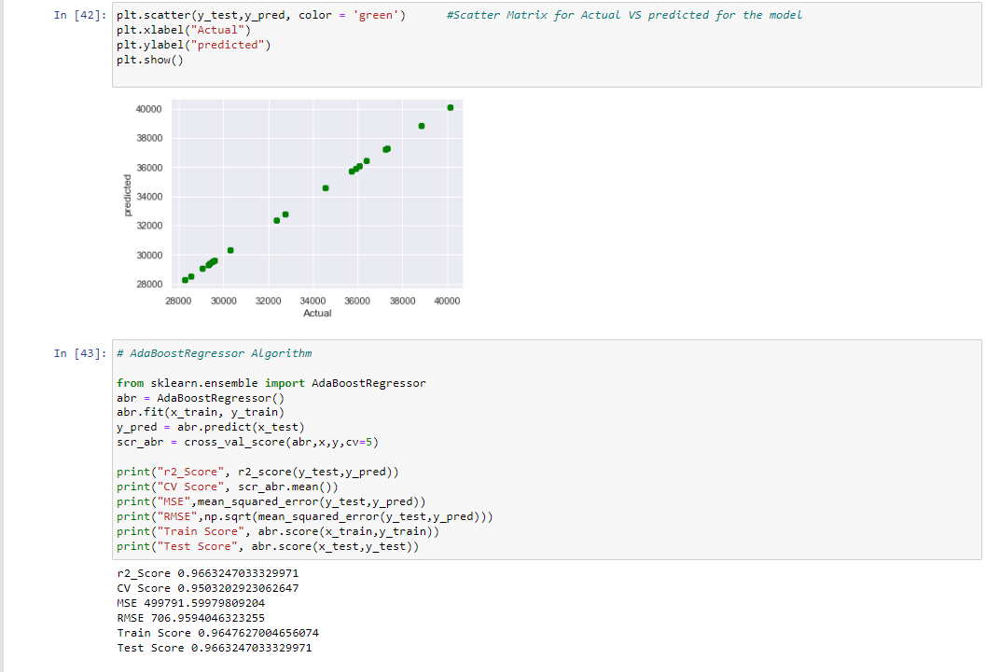 In [42]: plt.scatter(y_test,y_pred, color = 'green') #Scatter Matrix for Actual VS predicted for the model
plt.xlabel("Actual")
plt.ylabel("predicted")
plt.show()
40000
38000
36000
34000
32000
30000
28000
predicted
28000 30000 32000 34000 36000 38000 40000
Actual
In [43]: # AdaBoostRegressor Algorithm
from sklearn.ensemble import AdaBoostRegressor
abr = AdaBoostRegressor()
abr.fit(x_train, y_train)
y_pred = abr.predict(x_test)
scr_abr = cross_val_score(abr,x,y,cv=5)
print("r2_Score", r2_score(y_test,y_pred))
print("CV Score", scr_abr.mean())
print("MSE",mean_squared_error(y_test,y_pred))
print("RMSE",np.sqrt(mean_squared_error(y_test,y_pred)))
print("Train Score", abr.score(x_train,y_train))
print("Test Score", abr.score(x_test,y_test))
r2_Score 0.9663247033329971
CV Score 0.9503202923062647
MSE 499791.59979809204
RMSE 706.9594046323255
Train Score 0.9647627004656074
Test Score 0.9663247033329971